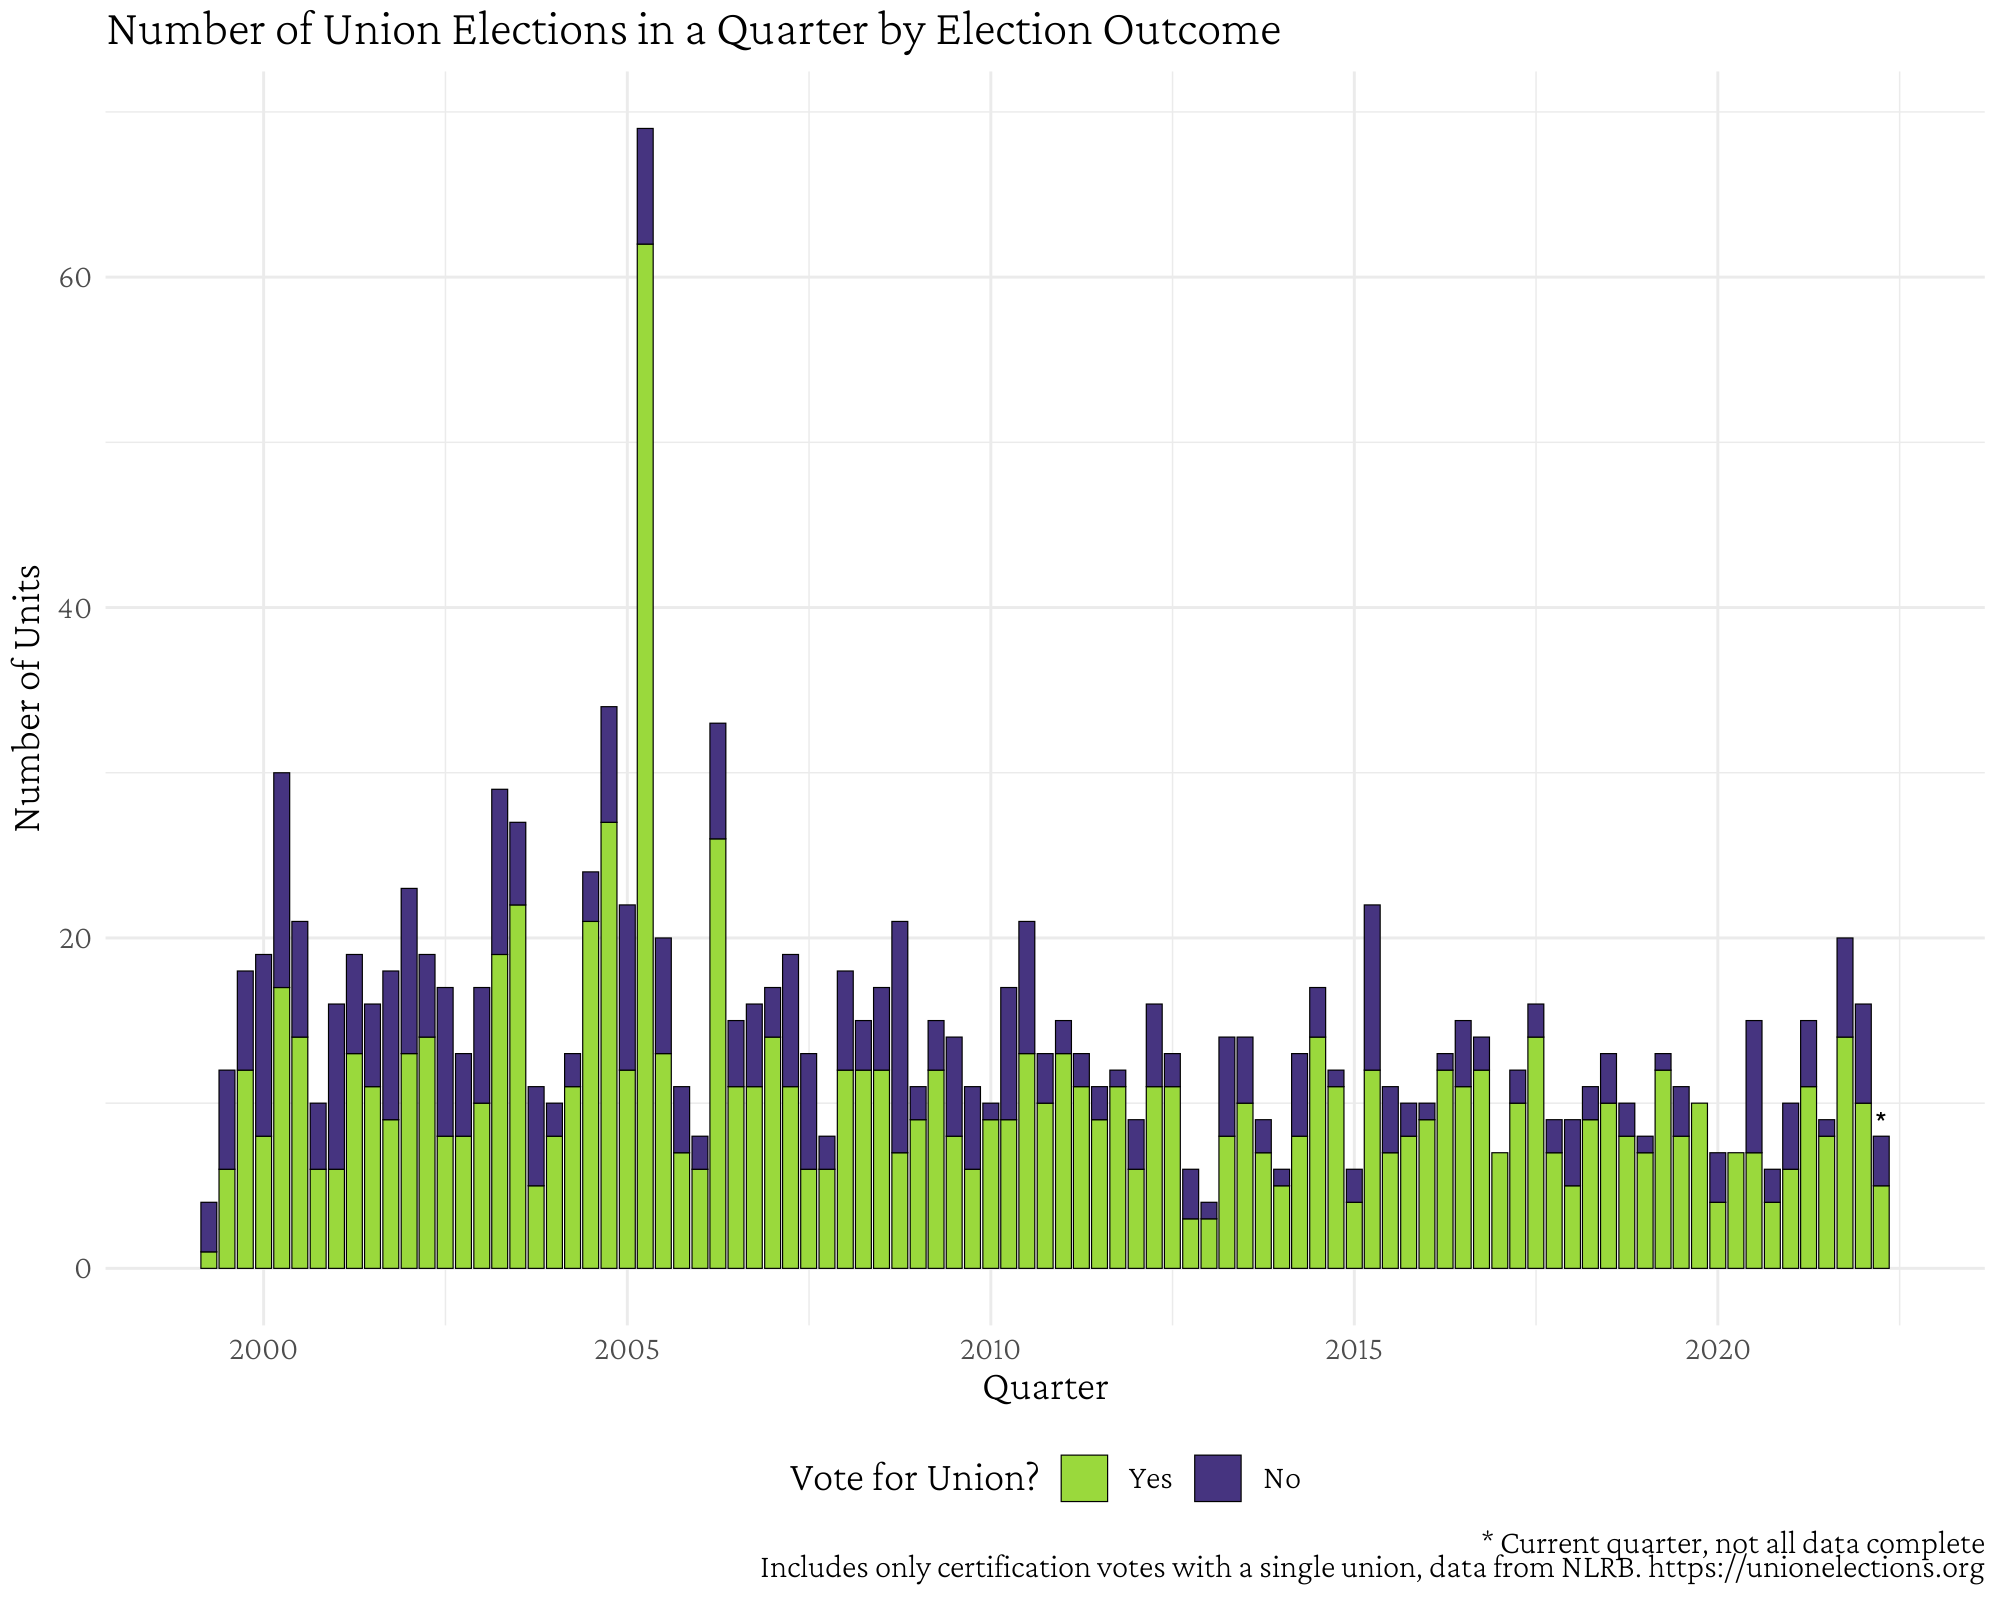 Number of Union Elections in a Quarter by Election Outcome
60
40
20
0
Number of Units
2000 2005 2010 2015 2020
*
Quarter
Vote for Union? Yes No
* Current quarter, not all data complete
Includes only certification votes with a single union, data from NLRB. https://unionelections.org